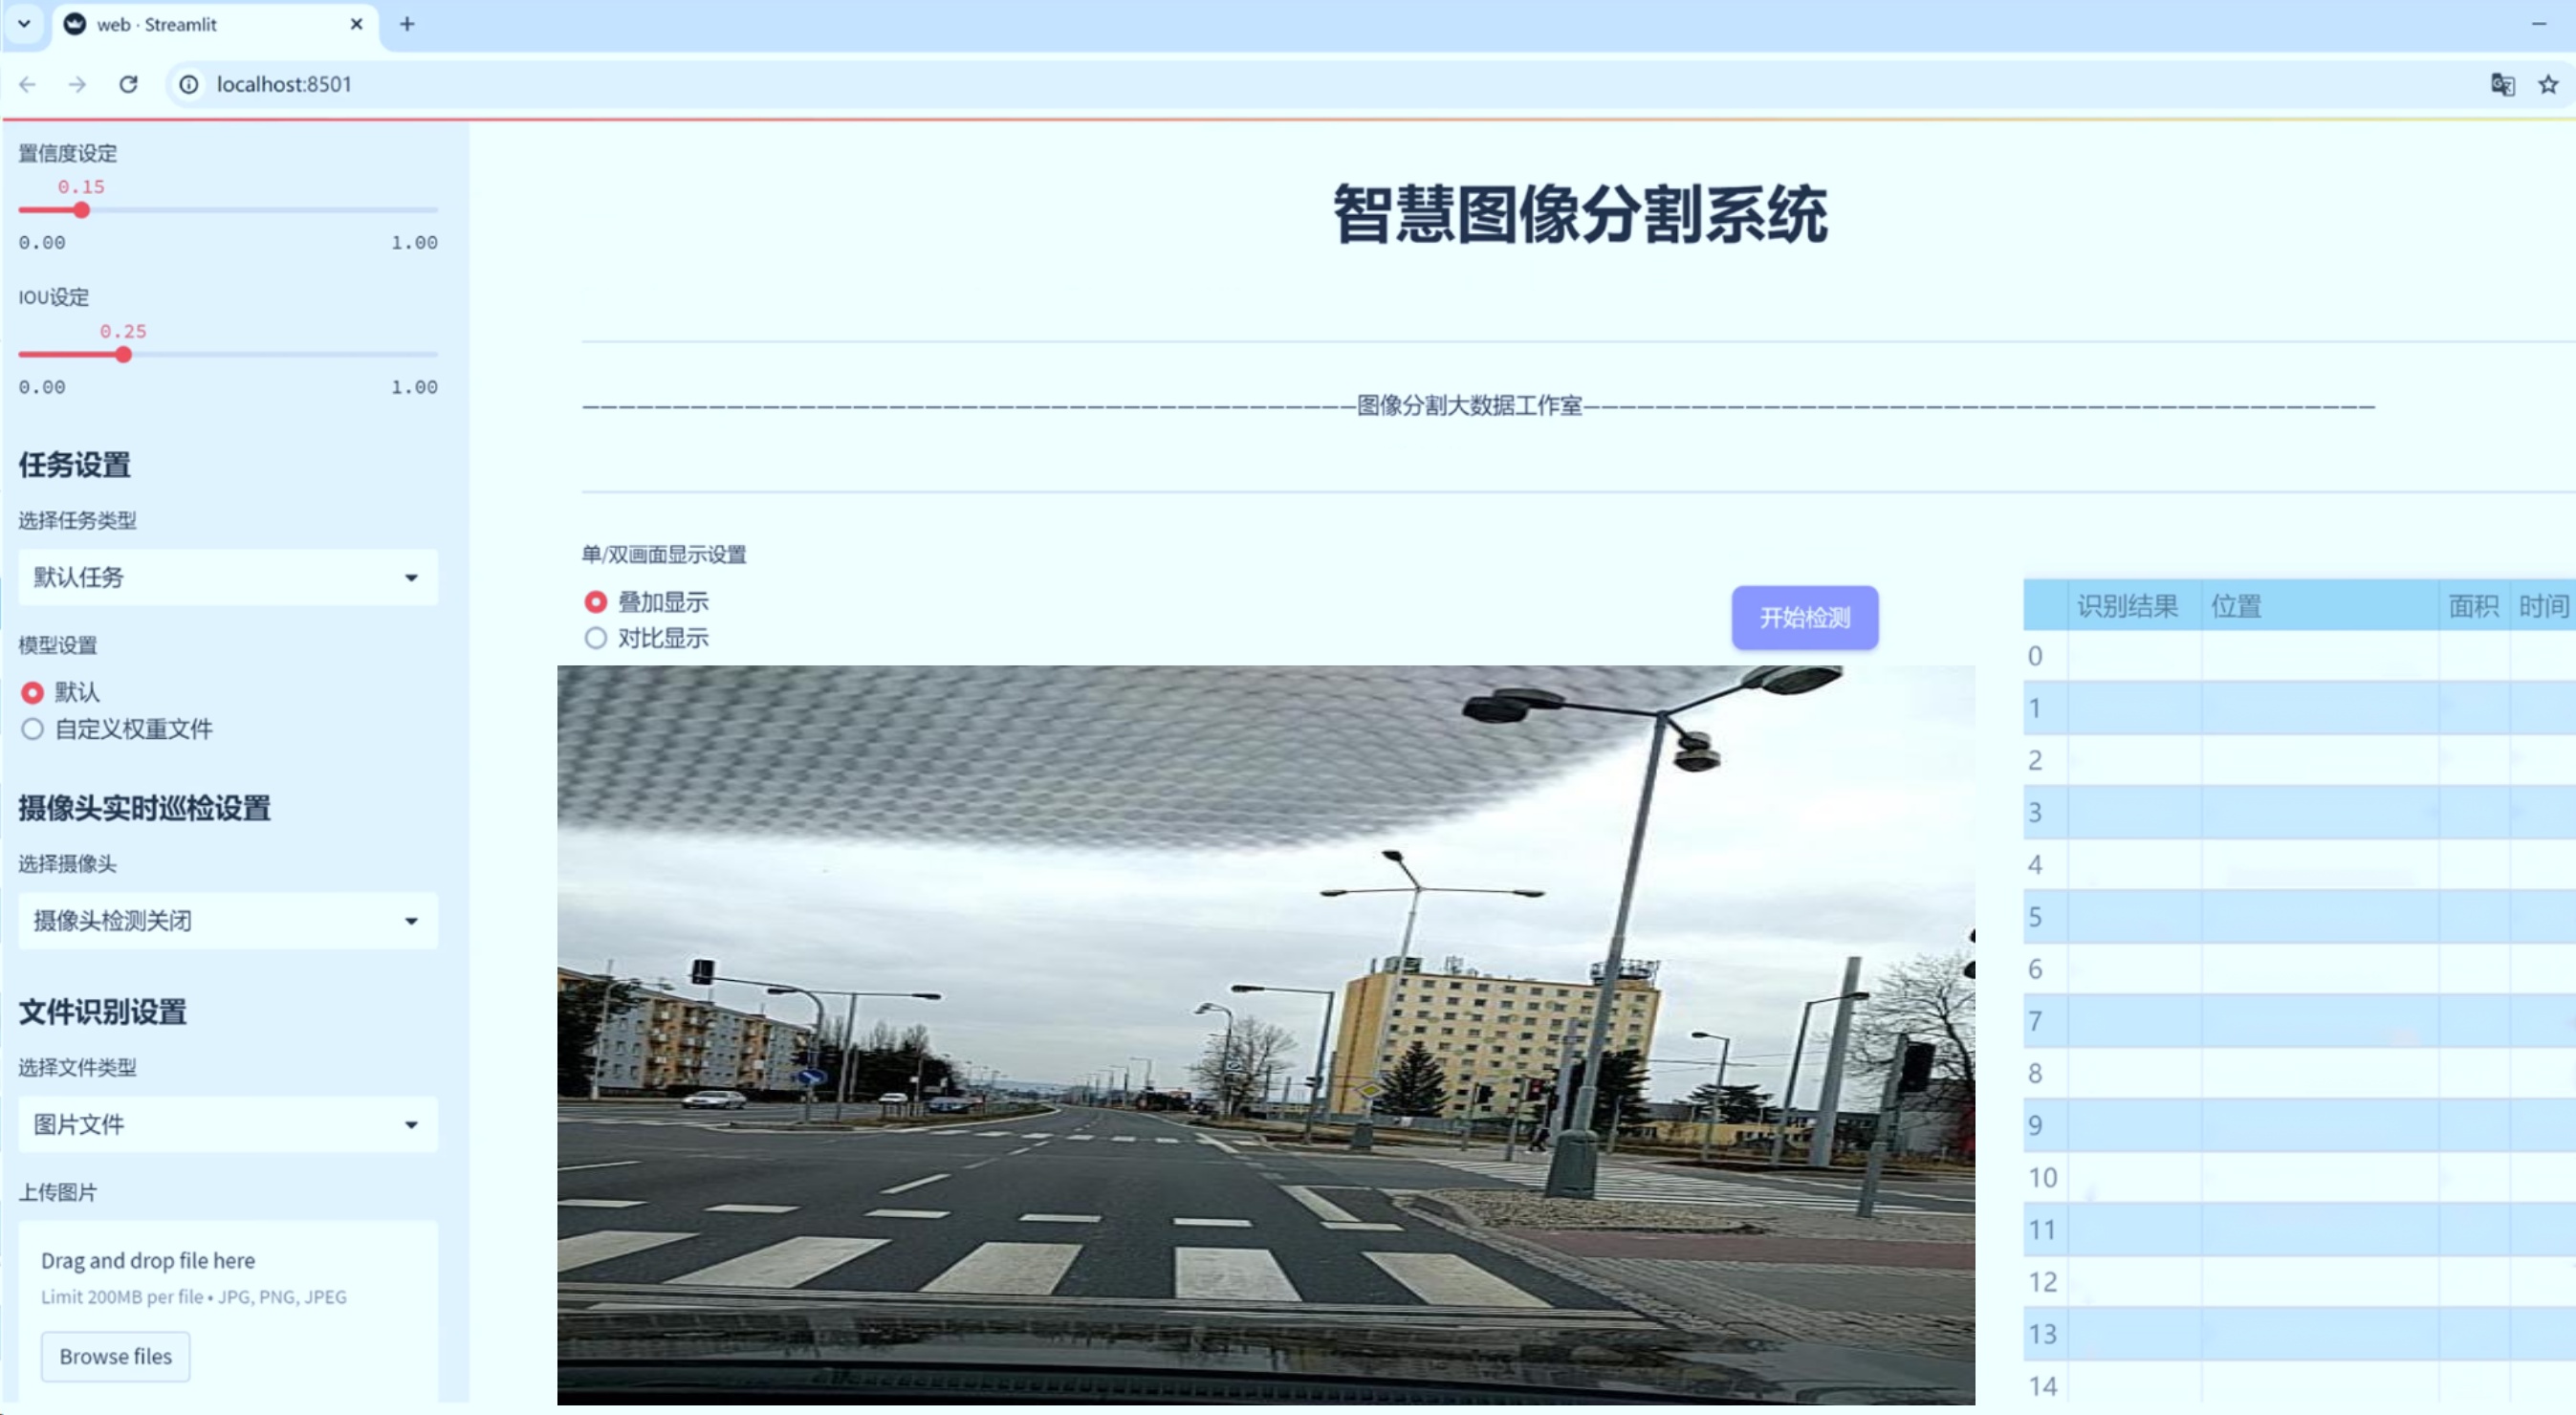 web · Streamlit
localhost:8501
置信度设定
0.15
0.00 1.00
IOU设定
0.25
0.00 1.00
任务设置
选择任务类型
默认任务
模型设置
默认
自定义权重文件
摄像头实时巡检设置
选择摄像头
摄像头检测关闭
文件识别设置
选择文件类型
图片文件
上传图片
Drag and drop file here
Limit 200MB per file • JPG, PNG, JPEG
Browse files
智慧图像分割系统
———————————————————————————————————————————图像分割大数据工作室————————————————————————————————————————————
单/双画面显示设置
叠加显示
对比显示
开始检测
识别结果 位置 面积 时间
0
1
2
3
4
5
6
7
8
9
10
11
12
13
14